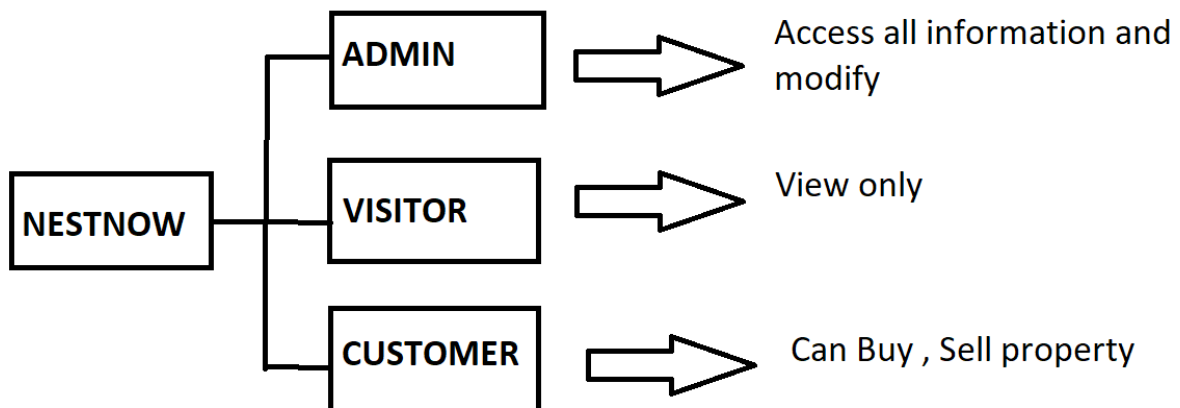 ADMIN
Access all information and
modify
NESTNOW
VISITOR
View only
CUSTOMER
Can Buy , Sell property